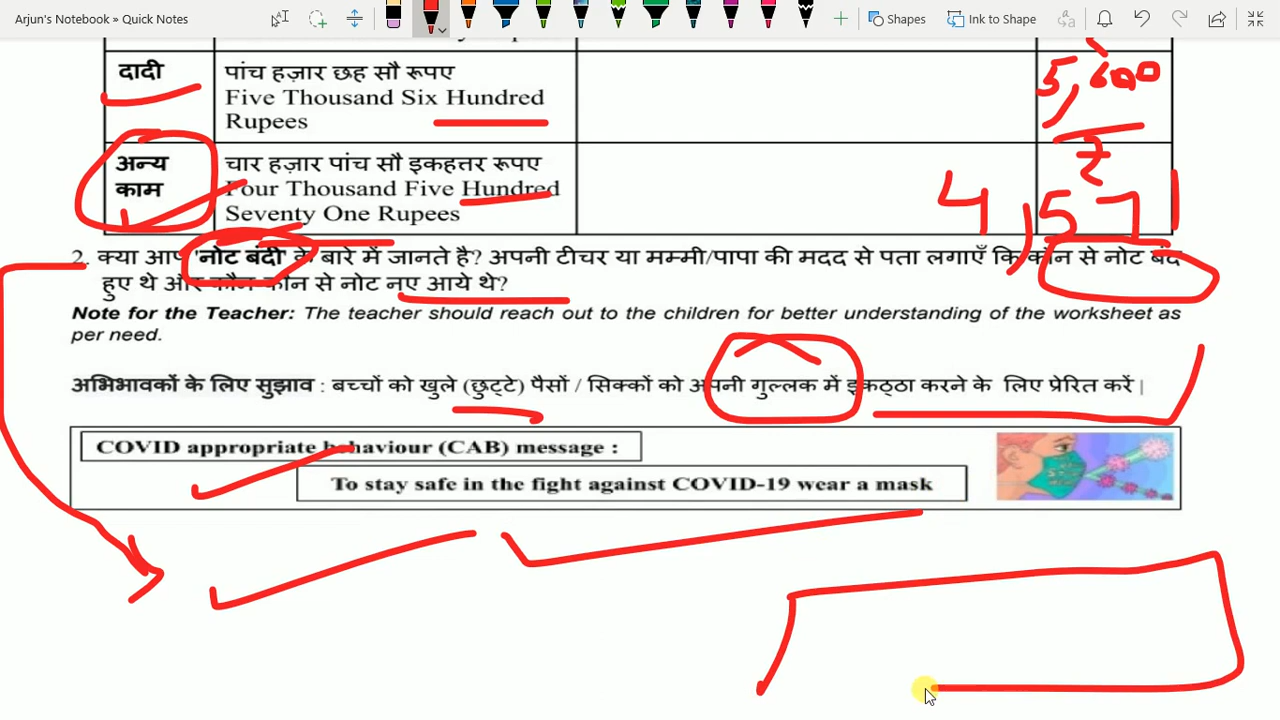 Arjun's Notebook » Quick Notes
Shapes
Ink to Shape
दादी
पांच हज़ार छह सौ रूपए
Five Thousand Six Hundred
Rupees
5,600
अन्य
काम
चार हज़ार पांच सौ इकहत्तर रूपए
Four Thousand Five Hundred
Seventy One Rupees
₹
4,571
2. क्या आप 'नोट बंदी' के बारे में जानते है? अपनी टीचर या मम्मी/पापा की मदद से पता लगाएँ कि कौन से नोट बंद
हुए थे और कौन कौन से नोट नए आये थे?
Note for the Teacher: The teacher should reach out to the children for better understanding of the worksheet as
per need.
अभिभावकों के लिए सुझाव : बच्चों को खुले (छुट्टे) पैसों / सिक्कों को अपनी गुल्लक में इकठ्ठा करने के लिए प्रेरित करें |
COVID appropriate behaviour (CAB) message :
To stay safe in the fight against COVID-19 wear a mask